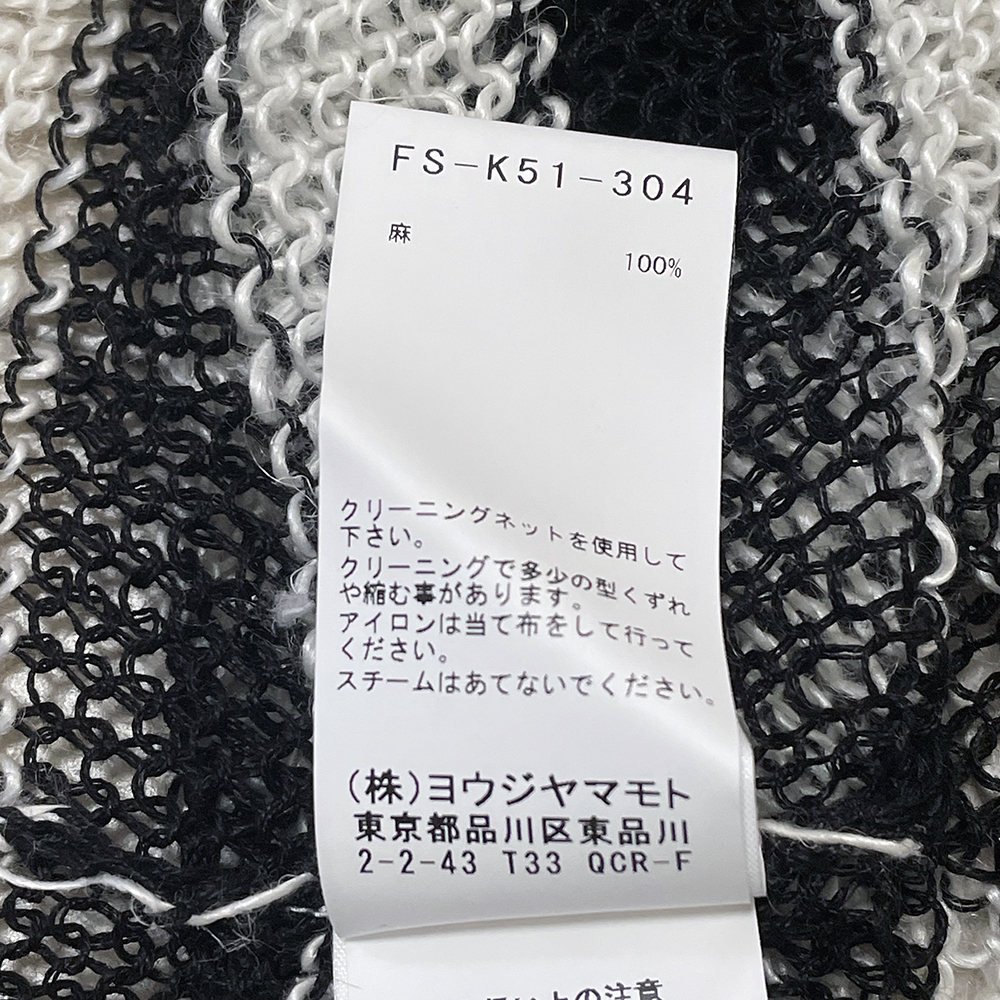 FS-K51-304
麻
100%
クリーニングネットを使用して
下さい。
クリーニングで多少の型くずれ
や縮む事があります。
アイロンは当て布をして行って
ください。
スチームはあてないでください。
(株)ヨウジヤマモト
東京都品川区東品川
2-2-43 T33 QCR-F
上の注意